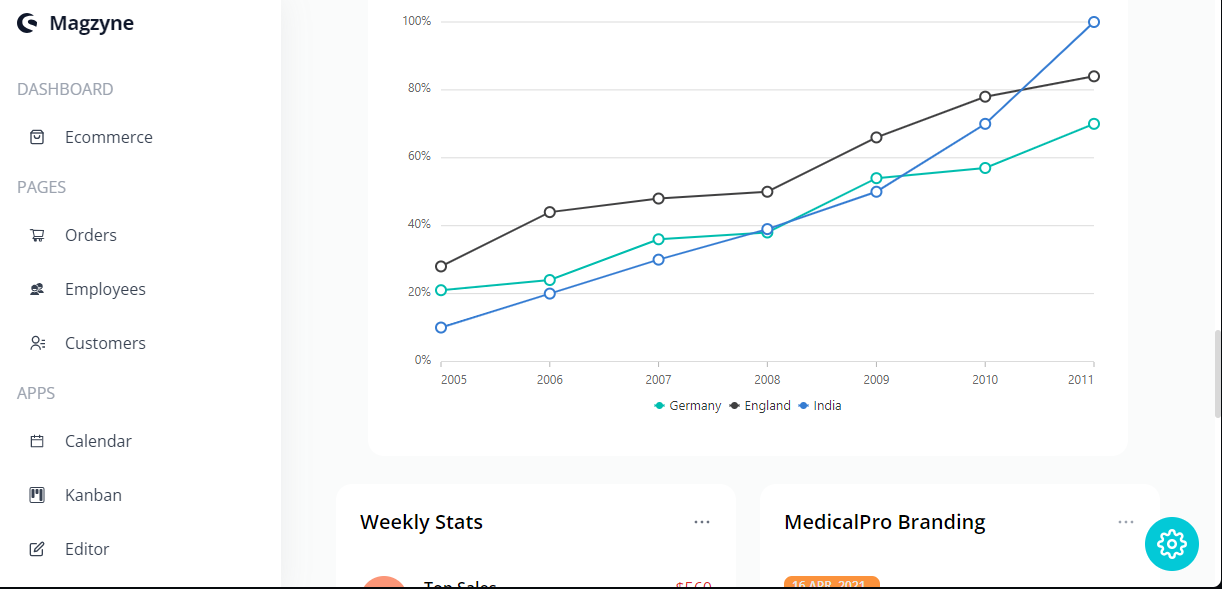 Magzyne
DASHBOARD
Ecommerce
PAGES
Orders
Employees
Customers
APPS
Calendar
Kanban
Editor
100%
80%
60%
40%
20%
0%
2005 2006 2007 2008 2009 2010 2011
Germany England India
Weekly Stats
Top Sales
$560
MedicalPro Branding
16 APR, 2021